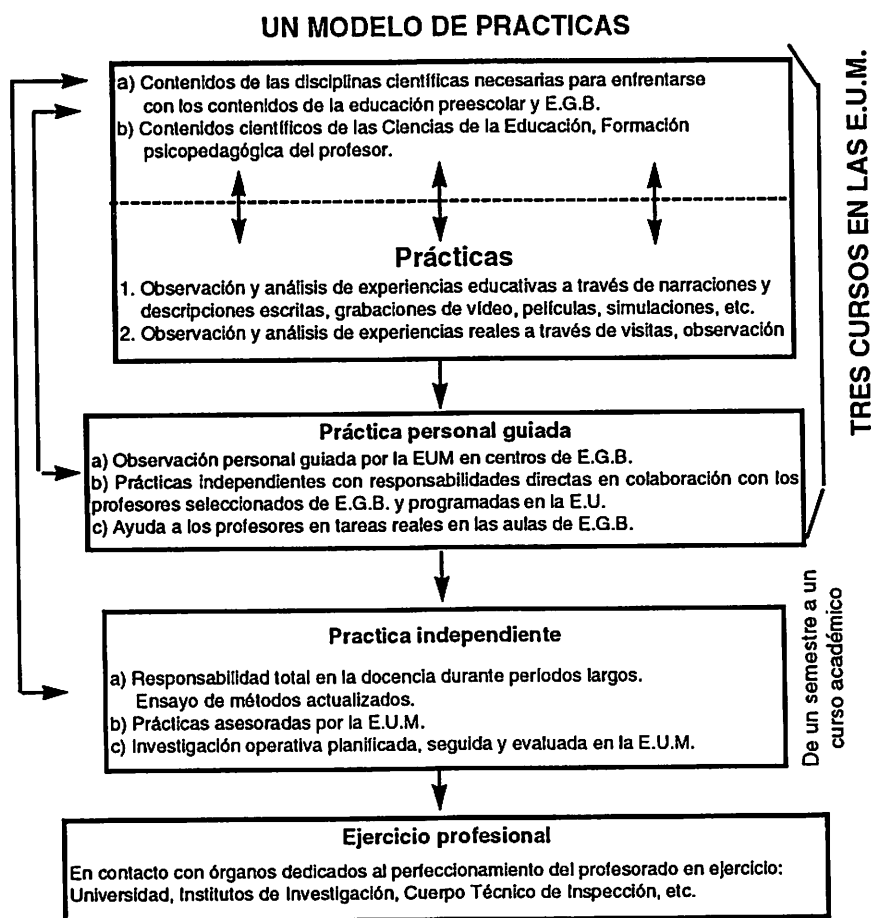 UN MODELO DE PRACTICAS
a) Contenidos de las disciplinas científicas necesarias para enfrentarse
con los contenidos de la educación preescolar y E.G.B.
b) Contenidos científicos de las Ciencias de la Educación, Formación
psicopedagógica del profesor.
Prácticas
1. Observación y análisis de experiencias educativas a través de narraciones y
descripciones escritas, grabaciones de vídeo, películas, simulaciones, etc.
2. Observación y análisis de experiencias reales a través de visitas, observación
TRES CURSOS EN LAS E.U.M.
Práctica personal guiada
a) Observación personal guiada por la EUM en centros de E.G.B.
b) Prácticas independientes con responsabilidades directas en colaboración con los
profesores seleccionados de E.G.B. y programadas en la E.U.
c) Ayuda a los profesores en tareas reales en las aulas de E.G.B.
Practica independiente
a) Responsabilidad total en la docencia durante períodos largos.
Ensayo de métodos actualizados.
b) Prácticas asesoradas por la E.U.M.
c) Investigación operativa planificada, seguida y evaluada en la E.U.M.
De un semestre a un
curso académico
Ejercicio profesional
En contacto con órganos dedicados al perfeccionamiento del profesorado en ejercicio:
Universidad, Institutos de Investigación, Cuerpo Técnico de Inspección, etc.